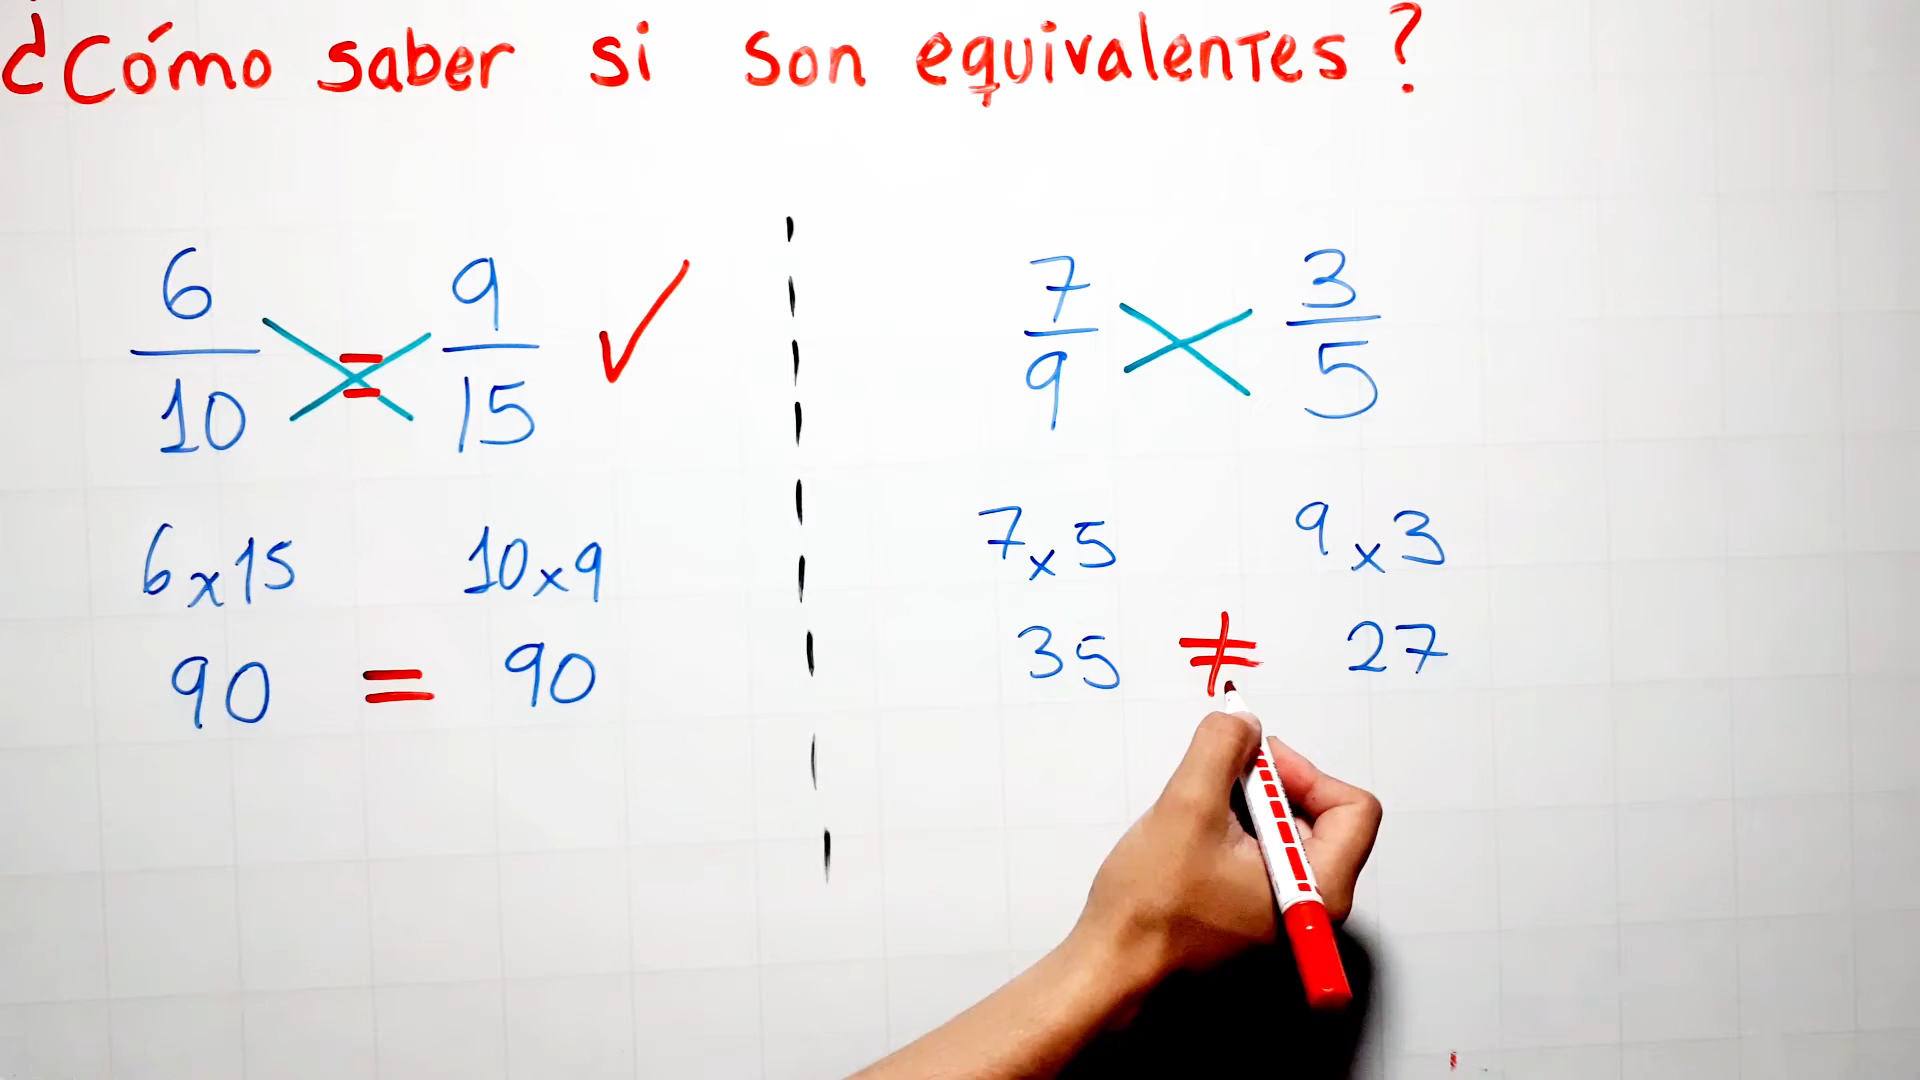 ¿Cómo saber si son equivalentes?
6/10 = 9/15 ✓
6x15 10x9
90 = 90
7/9 3/5
7x5 9x3
35 ≠ 27